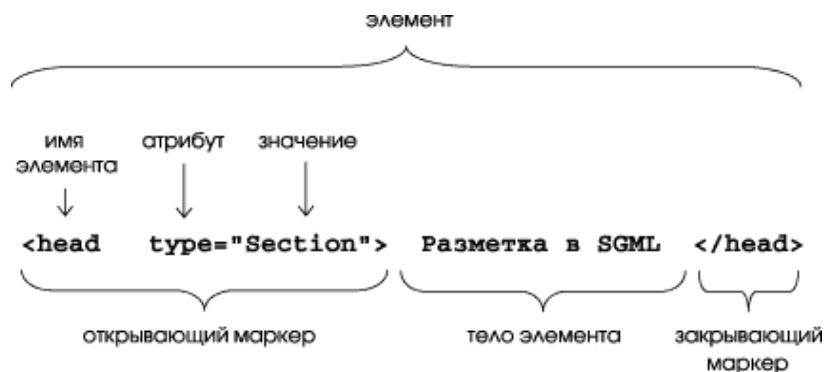 элемент
имя элемента
атрибут
значение
<head type="Section"> Разметка в SGML </head>
открывающий маркер
тело элемента
закрывающий маркер